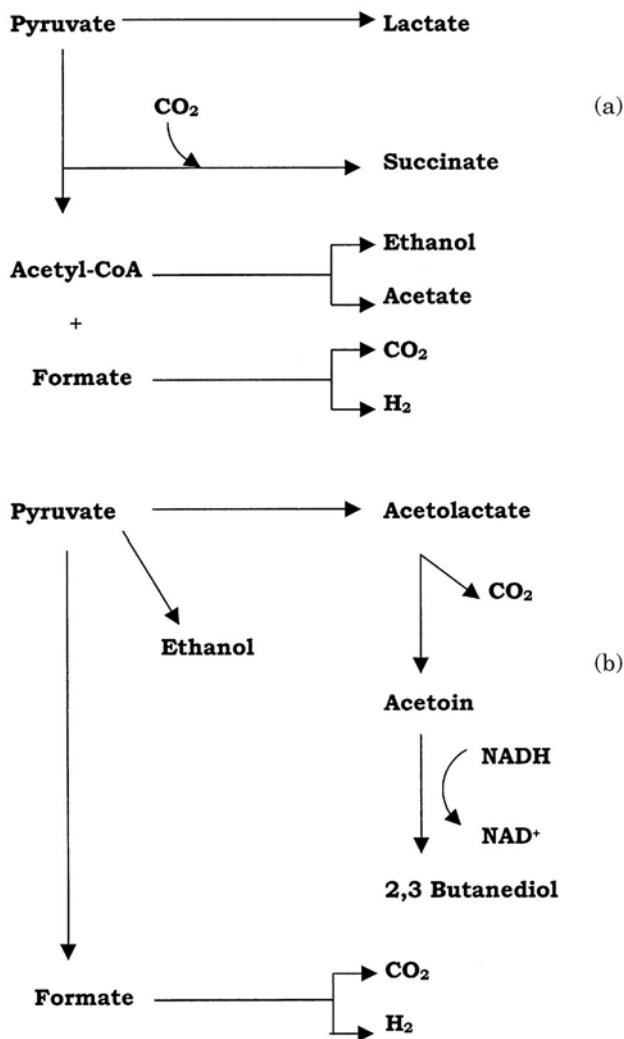 Pyruvate Lactate
CO₂
(a)
Succinate
Ethanol
Acetyl-CoA
Acetate
+
CO₂
Formate
H₂
Pyruvate Acetolactate
CO₂
Ethanol
(b)
Acetoin
NADH
NAD⁺
2,3 Butanediol
CO₂
Formate
H₂